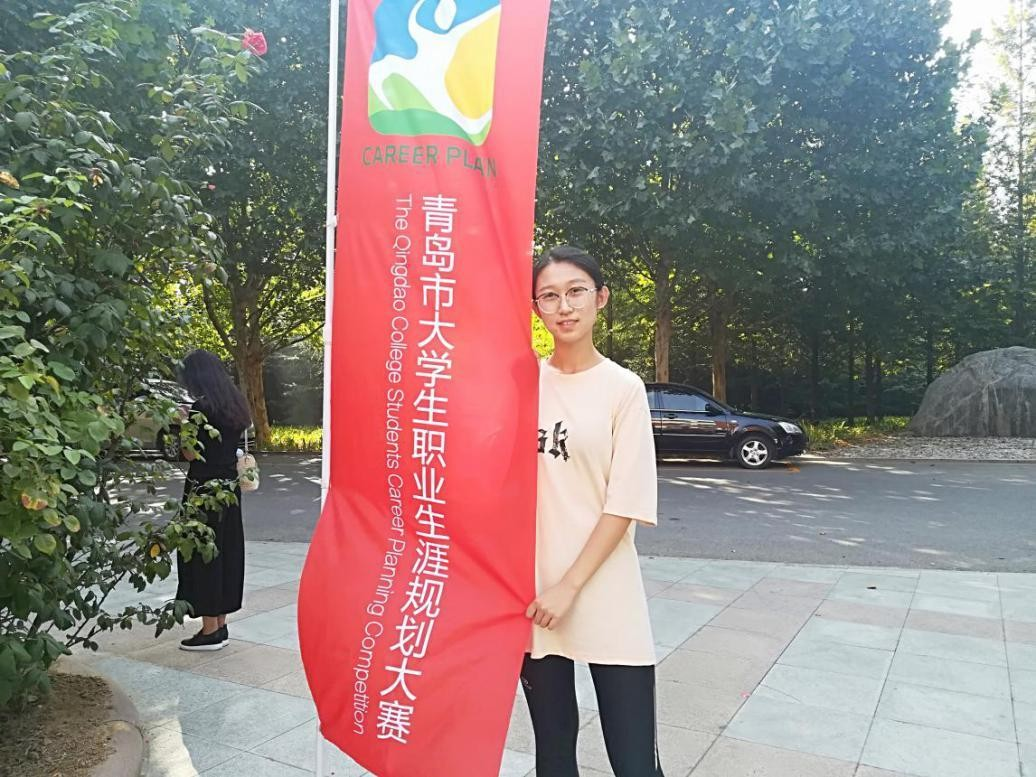 CAREER PLAN
青岛市大学生职业生涯规划大赛
The Qingdao College Students Career Planning Competition